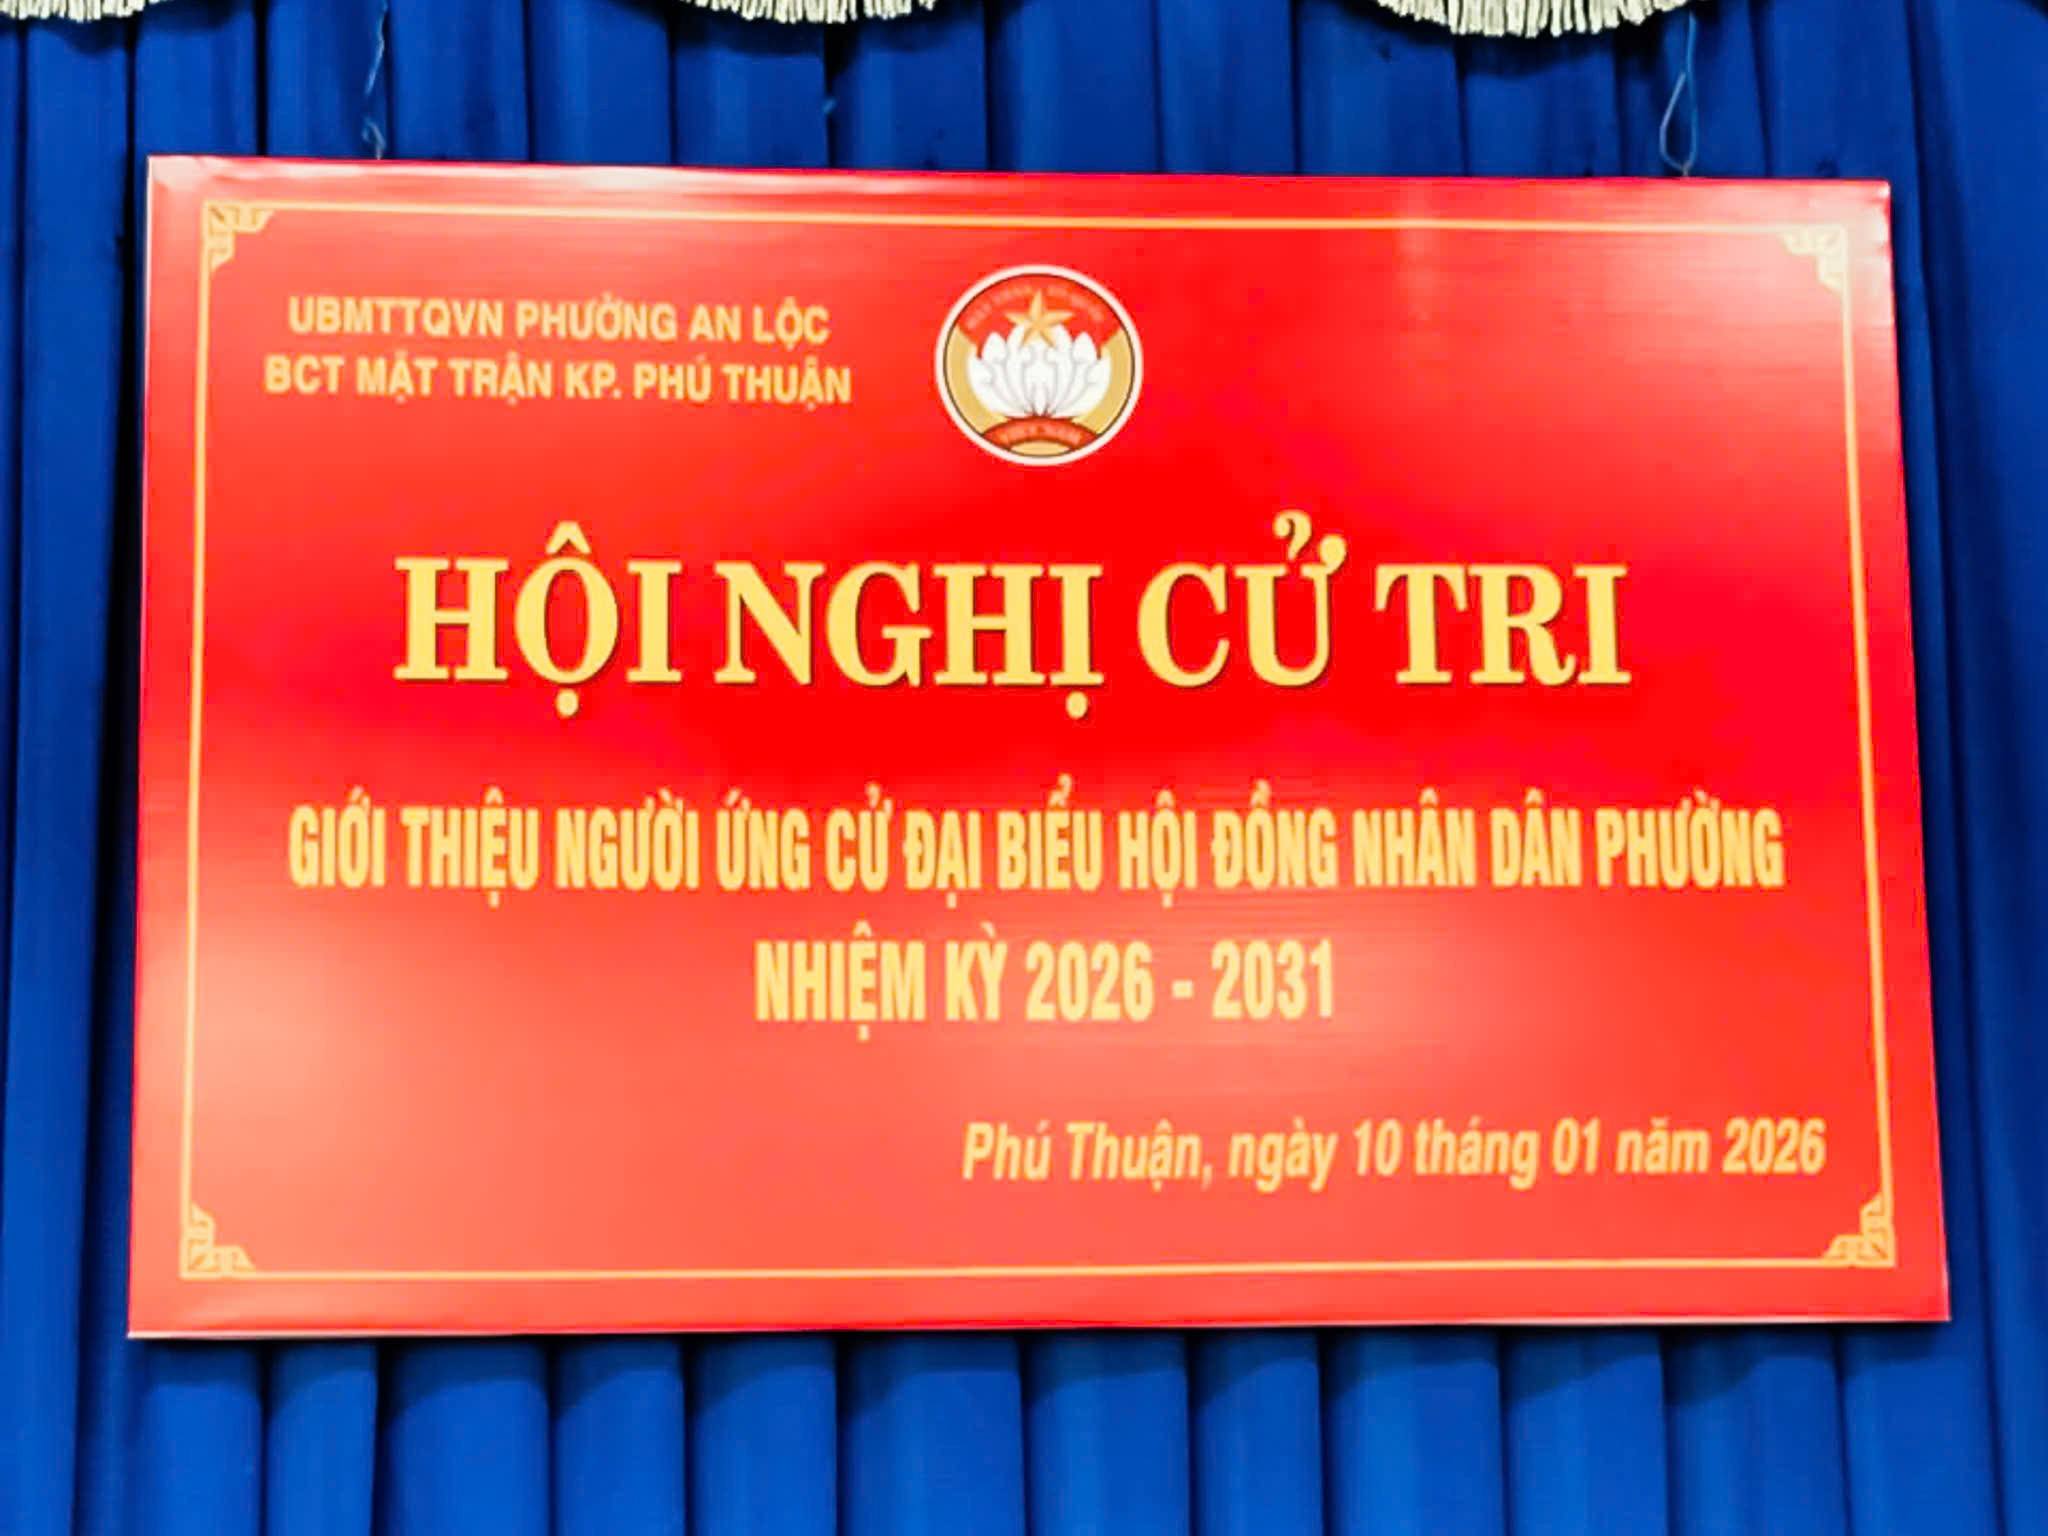 UBMTTQVN PHƯỜNG AN LỘC
BCT MẶT TRẬN KP. PHÚ THUẬN
VIỆT NAM
HỘI NGHỊ CỬ TRI
GIỚI THIỆU NGƯỜI ỨNG CỬ ĐẠI BIỂU HỘI ĐỒNG NHÂN DÂN PHƯỜNG
NHIỆM KỲ 2026 - 2031
Phú Thuận, ngày 10 tháng 01 năm 2026